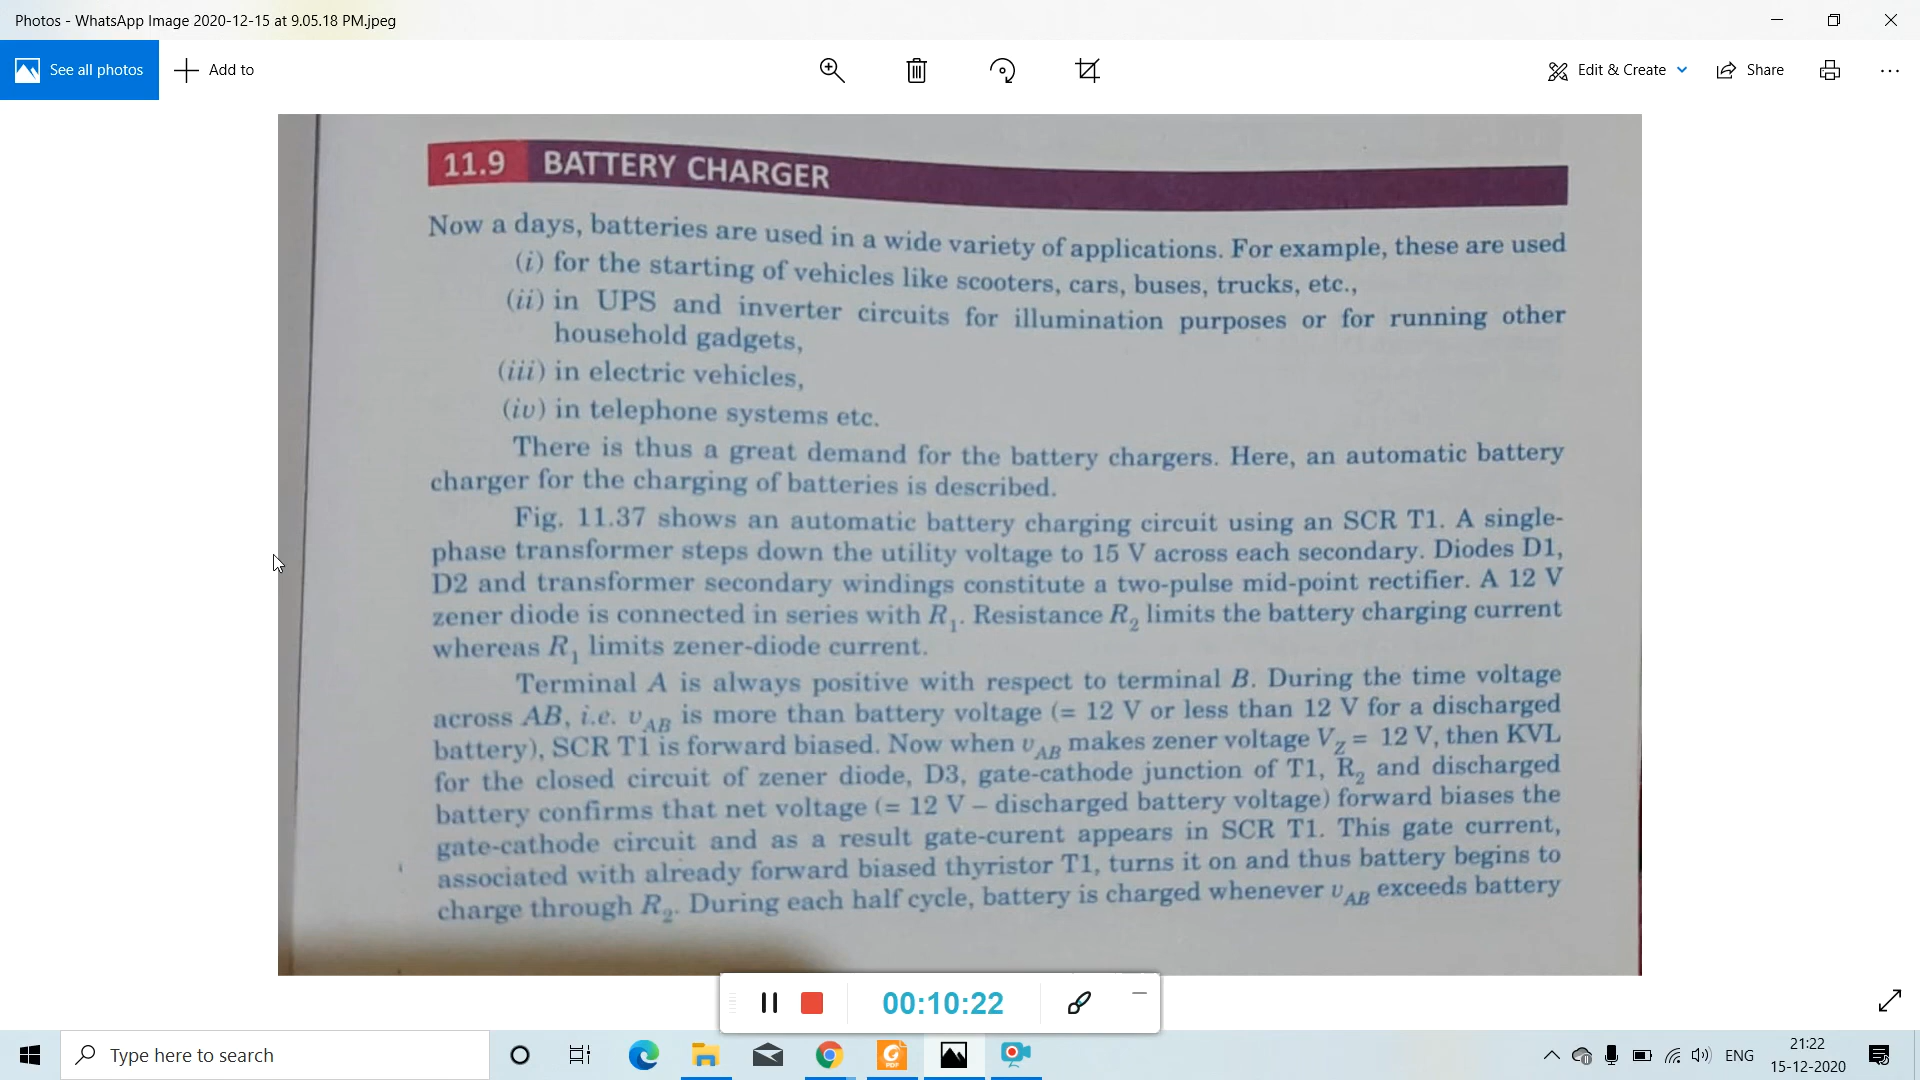 Photos - WhatsApp Image 2020-12-15 at 9.05.18 PM.jpeg
See all photos
Add to
Edit & Create
Share
11.9 BATTERY CHARGER
Now a days, batteries are used in a wide variety of applications. For example, these are used
(i) for the starting of vehicles like scooters, cars, buses, trucks, etc.,
(ii) in UPS and inverter circuits for illumination purposes or for running other
household gadgets,
(iii) in electric vehicles,
(iv) in telephone systems etc.
There is thus a great demand for the battery chargers. Here, an automatic battery
charger for the charging of batteries is described.
Fig. 11.37 shows an automatic battery charging circuit using an SCR T1. A single-
phase transformer steps down the utility voltage to 15 V across each secondary. Diodes D1,
D2 and transformer secondary windings constitute a two-pulse mid-point rectifier. A 12 V
zener diode is connected in series with R₁. Resistance R₂ limits the battery charging current
whereas R₁ limits zener-diode current.
Terminal A is always positive with respect to terminal B. During the time voltage
across AB, i.e. v_AB is more than battery voltage (= 12 V or less than 12 V for a discharged
battery), SCR T1 is forward biased. Now when v_AB makes zener voltage V_Z = 12 V, then KVL
for the closed circuit of zener diode, D3, gate-cathode junction of T1, R₂ and discharged
battery confirms that net voltage (= 12 V – discharged battery voltage) forward biases the
gate-cathode circuit and as a result gate-curent appears in SCR T1. This gate current,
associated with already forward biased thyristor T1, turns it on and thus battery begins to
charge through R₂. During each half cycle, battery is charged whenever v_AB exceeds battery
00:10:22
Type here to search
PDF
ENG
21:22
15-12-2020